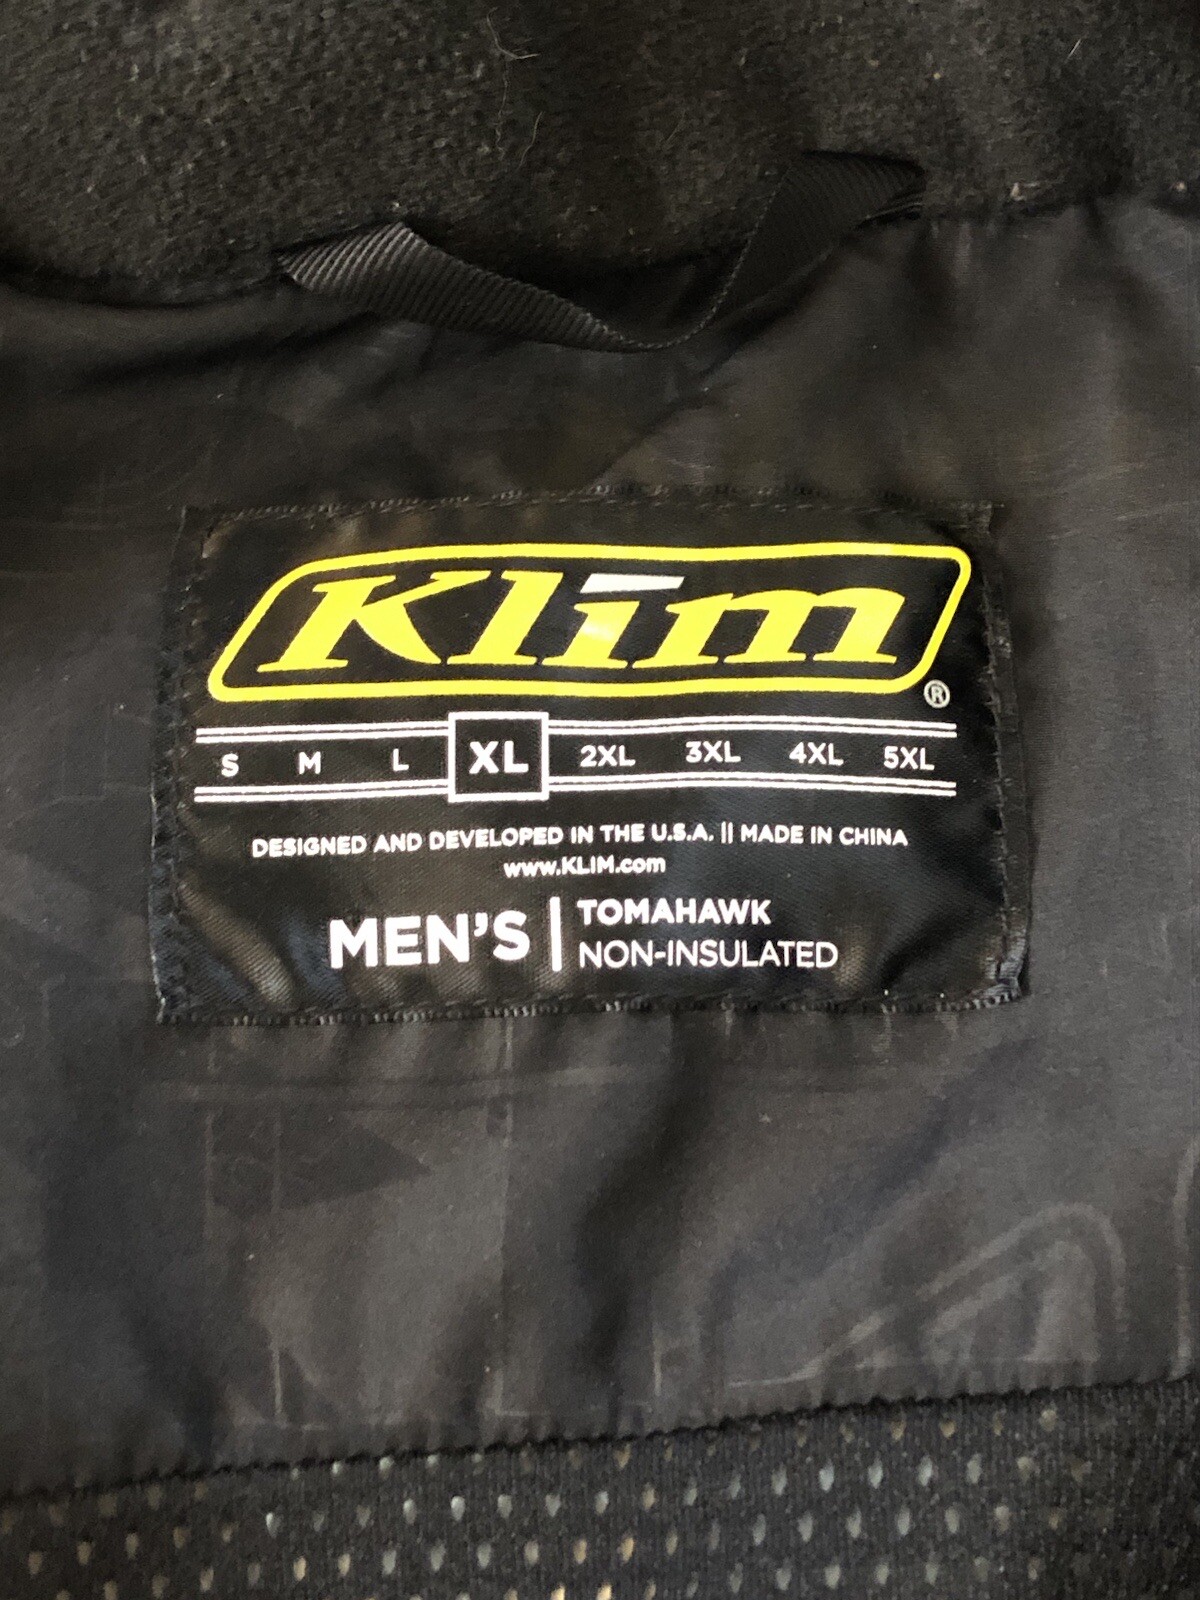 Klim
®
S M L XL 2XL 3XL 4XL 5XL
DESIGNED AND DEVELOPED IN THE U.S.A. || MADE IN CHINA
www.KLIM.com
MEN'S | TOMAHAWK
NON-INSULATED